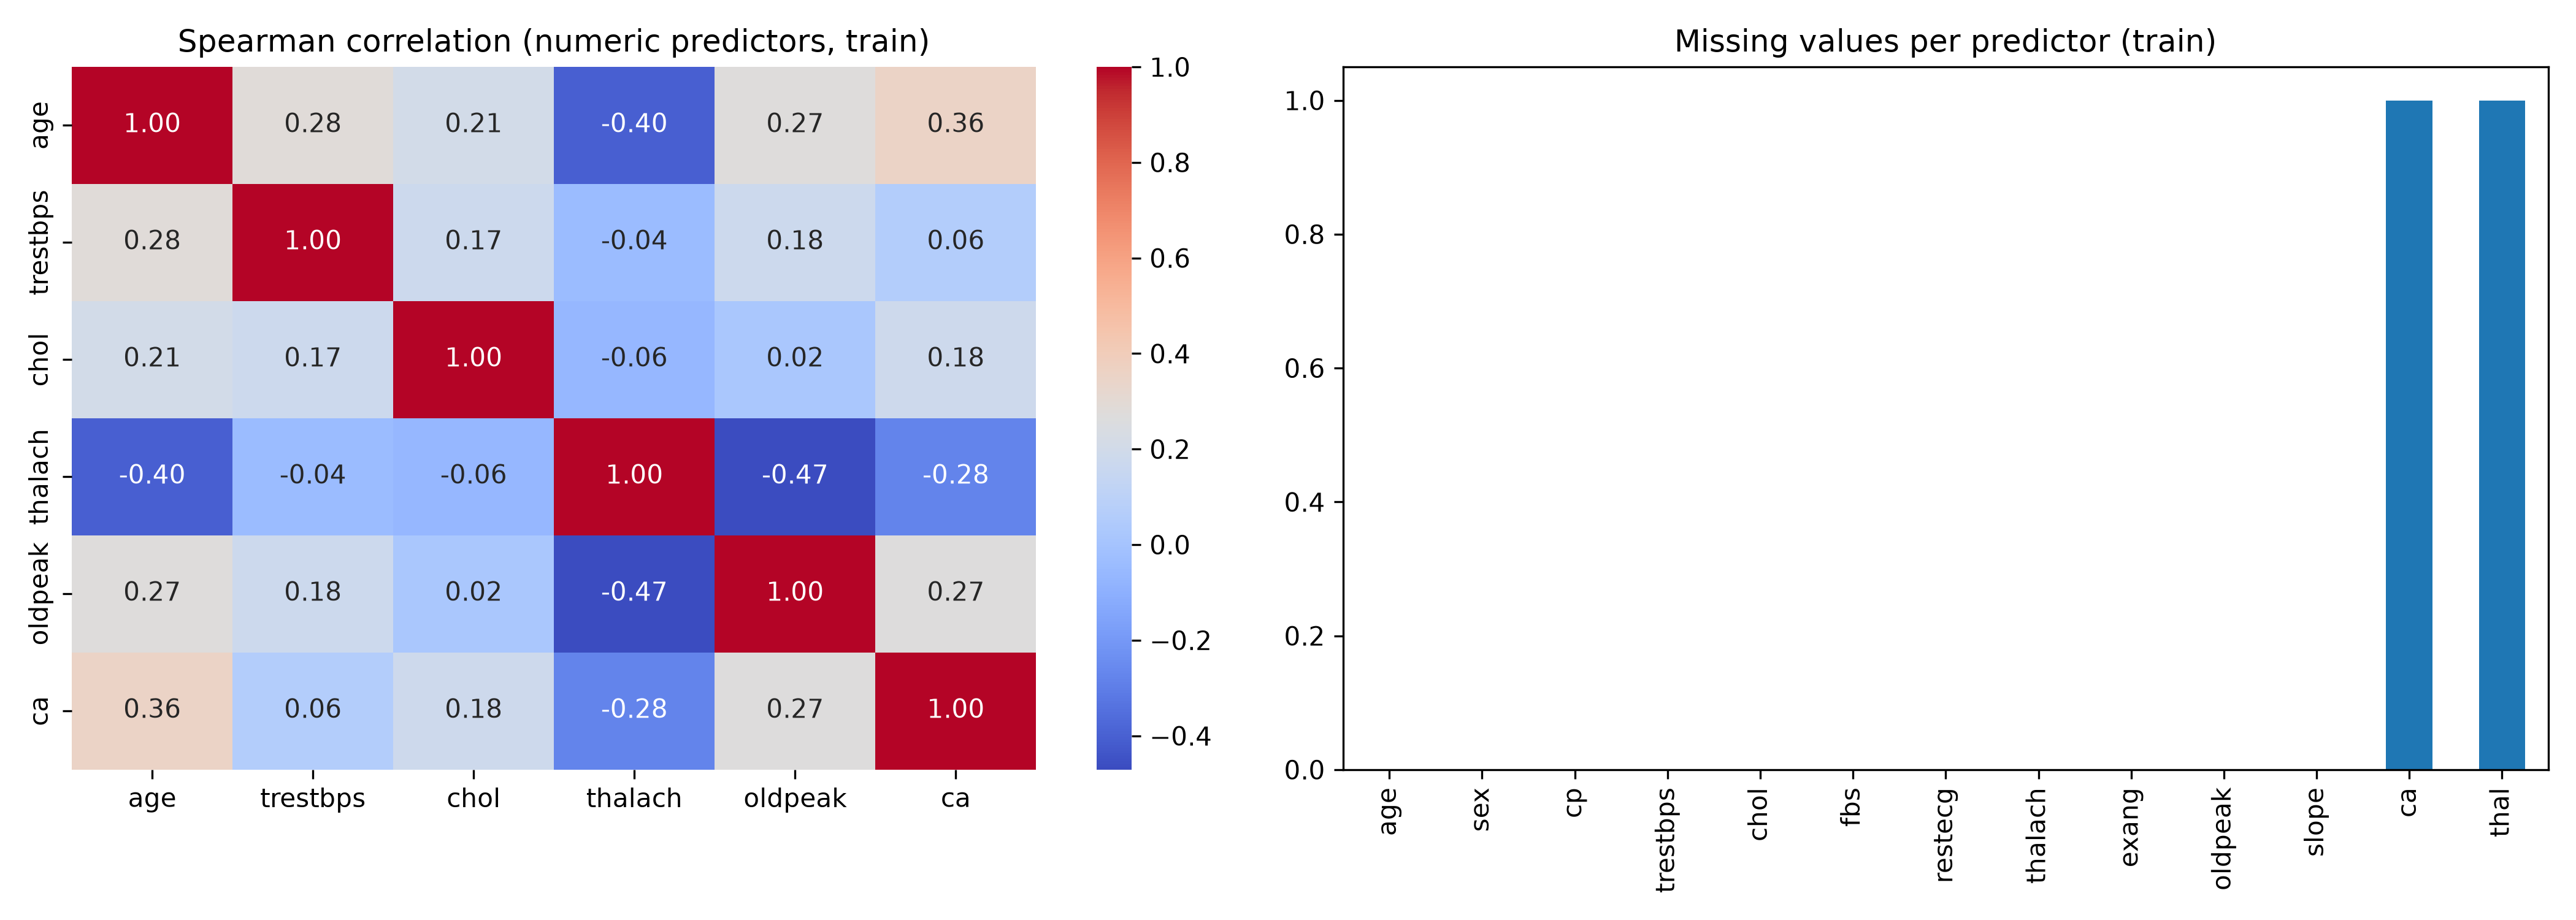 Spearman correlation (numeric predictors, train)
age 1.00 0.28 0.21 -0.40 0.27 0.36
trestbps 0.28 1.00 0.17 -0.04 0.18 0.06
chol 0.21 0.17 1.00 -0.06 0.02 0.18
thalach -0.40 -0.04 -0.06 1.00 -0.47 -0.28
oldpeak 0.27 0.18 0.02 -0.47 1.00 0.27
ca 0.36 0.06 0.18 -0.28 0.27 1.00
age trestbps chol thalach oldpeak ca
1.0
0.8
0.6
0.4
0.2
0.0
−0.2
−0.4
Missing values per predictor (train)
1.0
0.8
0.6
0.4
0.2
0.0
age sex cp trestbps chol fbs restecg thalach exang oldpeak slope ca thal